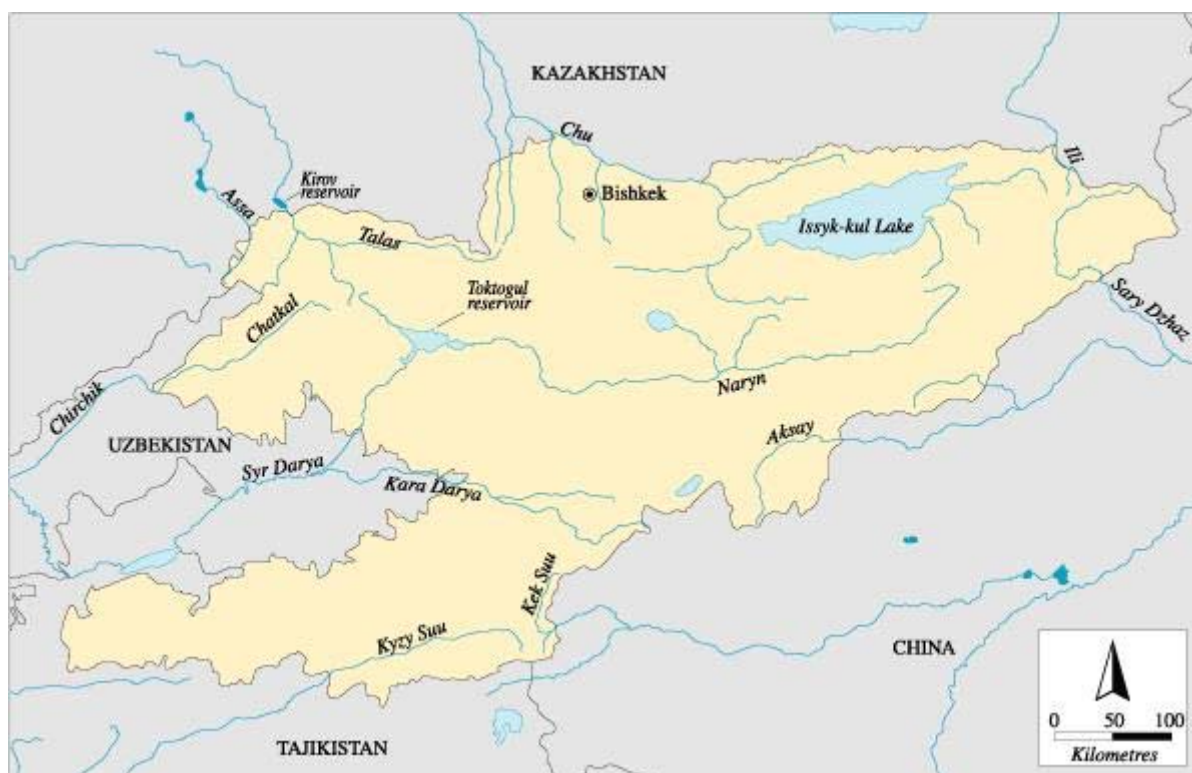 KAZAKHSTAN
Chu
Ili
Kirov
reservoir
Bishkek
Assa
Issyk-kul Lake
Talas
Toktogul
reservoir
Sary Dzhaz
Chatkal
Naryn
Chirchik
Aksay
UZBEKISTAN
Syr Darya
Kara Darya
Kek Suu
Kyzy Suu
CHINA
TAJIKISTAN
0 50 100
Kilometres